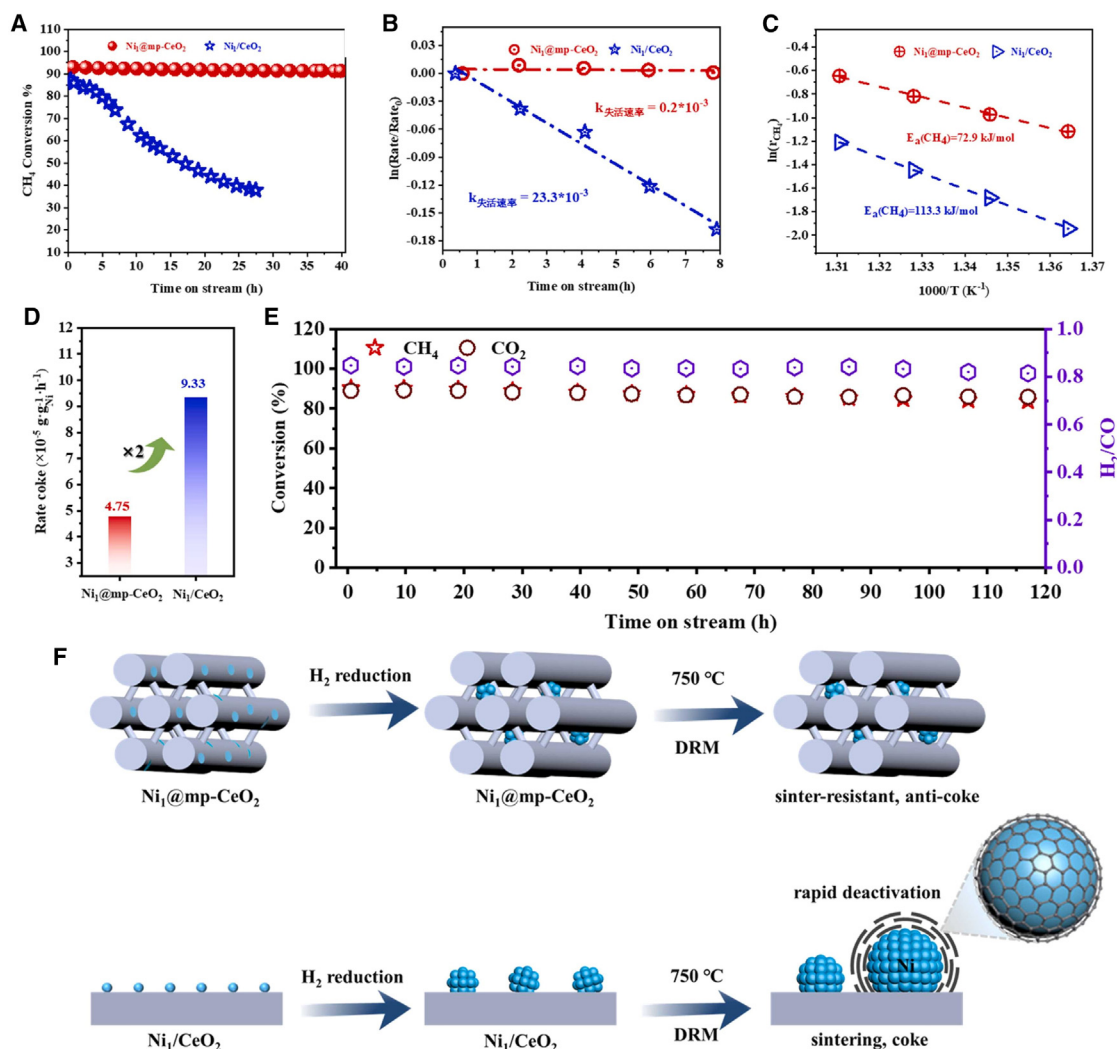 A
Ni₁@mp-CeO₂ Ni₁/CeO₂
CH₄ Conversion %
110
100
90
80
70
60
50
40
30
20
10
0 5 10 15 20 25 30 35 40
Time on stream (h)
B
Ni₁@mp-CeO₂ Ni₁/CeO₂
ln(Rate/Rate₀)
0.03
0.00
-0.03
-0.06
-0.09
-0.12
-0.15
-0.18
k失活速率 = 0.2*10⁻³
k失活速率 = 23.3*10⁻³
0 1 2 3 4 5 6 7 8
Time on stream(h)
C
Ni₁@mp-CeO₂ Ni₁/CeO₂
ln(r_CH₄)
-0.4
-0.6
-0.8
-1.0
-1.2
-1.4
-1.6
-1.8
-2.0
Eₐ(CH₄)=72.9 kJ/mol
Eₐ(CH₄)=113.3 kJ/mol
1.31 1.32 1.33 1.34 1.35 1.36 1.37
1000/T (K⁻¹)
D
Rate coke (×10⁻⁵ g·g_Ni⁻¹·h⁻¹)
12
11
10
9
8
7
6
5
4
3
9.33
×2
4.75
Ni₁@mp-CeO₂ Ni₁/CeO₂
E
CH₄ CO₂
Conversion (%)
120
100
80
60
40
20
0
H₂/CO
1.0
0.8
0.6
0.4
0.2
0.0
0 10 20 30 40 50 60 70 80 90 100 110 120
Time on stream (h)
F
H₂ reduction
750 °C
DRM
Ni₁@mp-CeO₂
Ni₁@mp-CeO₂
sinter-resistant, anti-coke
rapid deactivation
H₂ reduction
750 °C
DRM
Ni
Ni₁/CeO₂
Ni₁/CeO₂
sintering, coke